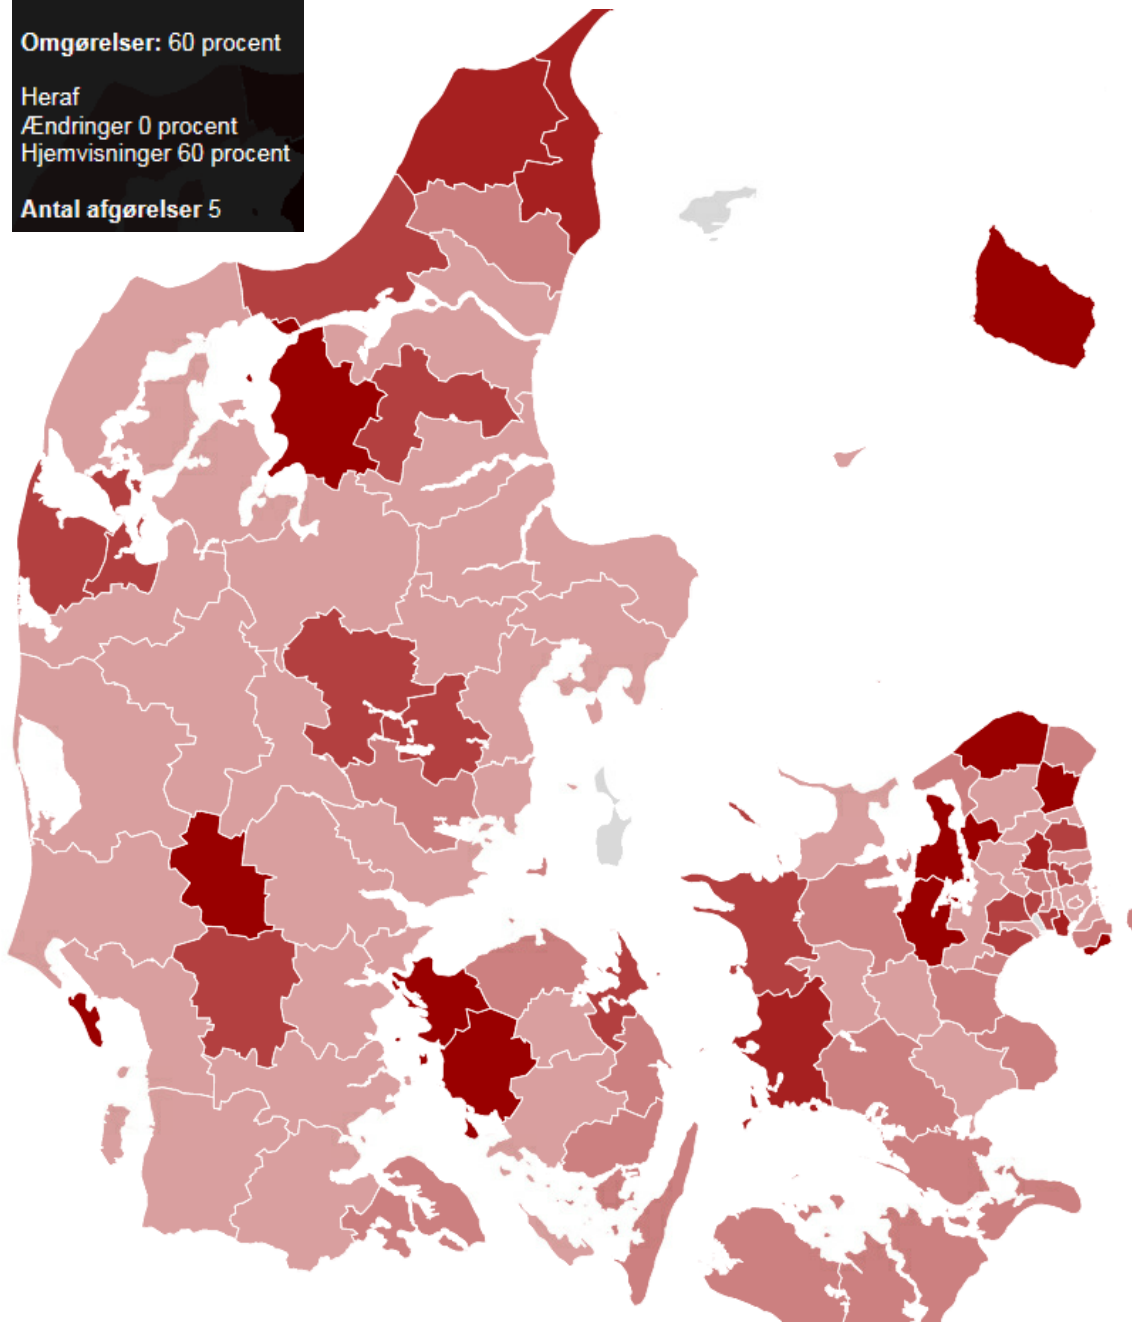 Omgørelser: 60 procent
Heraf
Ændringer 0 procent
Hjemvisninger 60 procent
Antal afgørelser 5